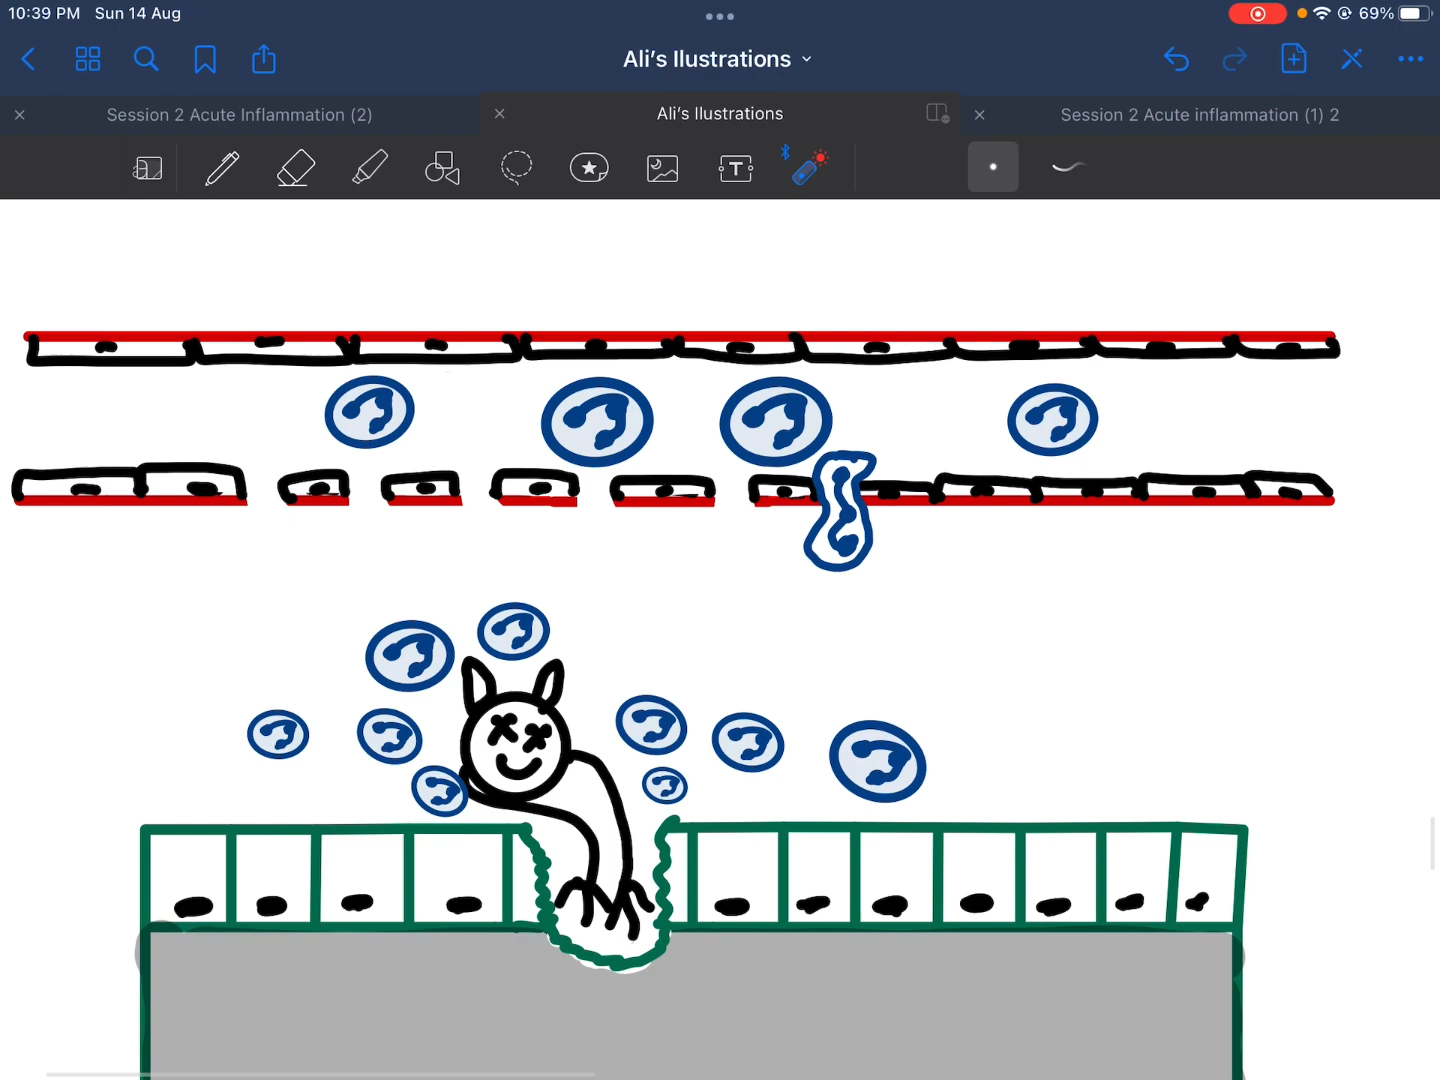 10:39 PM Sun 14 Aug
69%
Ali's Ilustrations
Session 2 Acute Inflammation (2)
Ali's Ilustrations
Session 2 Acute inflammation (1) 2
a
T